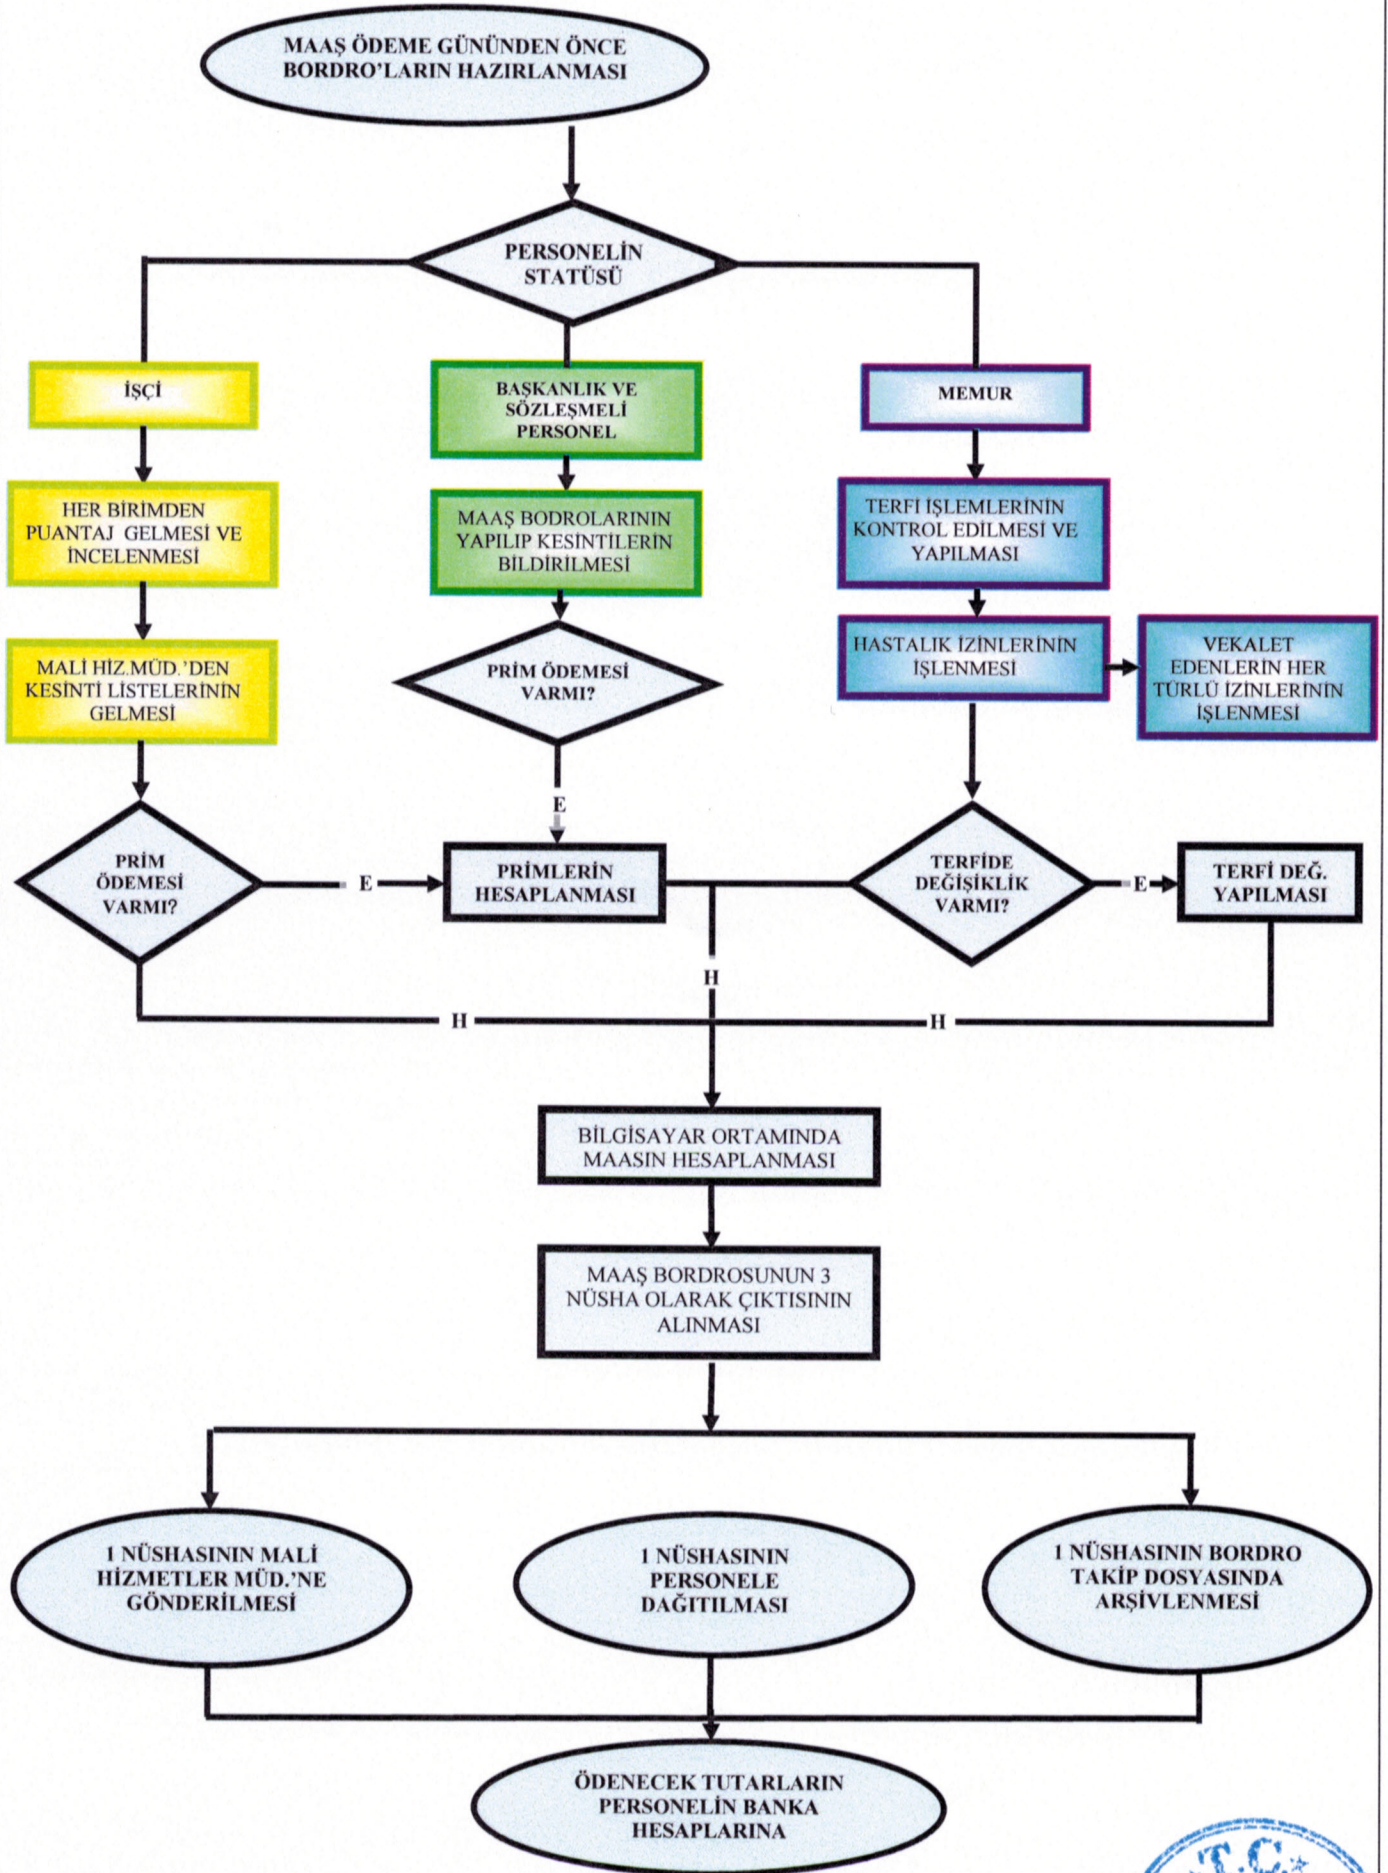 MAAŞ ÖDEME GÜNÜNDEN ÖNCE
BORDRO'LARIN HAZIRLANMASI
PERSONELİN
STATÜSÜ
İŞÇİ
BAŞKANLIK VE
SÖZLEŞMELİ
PERSONEL
MEMUR
HER BİRİMDEN
PUANTAJ GELMESİ VE
İNCELENMESİ
MAAŞ BODROLARININ
YAPILIP KESİNTİLERİN
BİLDİRİLMESİ
TERFİ İŞLEMLERİNİN
KONTROL EDİLMESİ VE
YAPILMASI
MALİ HİZ.MÜD.'DEN
KESİNTİ LİSTELERİNİN
GELMESİ
PRİM ÖDEMESİ
VARMI?
HASTALIK İZİNLERİNİN
İŞLENMESİ
VEKALET
EDENLERİN HER
TÜRLÜ İZİNLERİNİN
İŞLENMESİ
E
PRİM
ÖDEMESİ
VARMI?
E
PRİMLERİN
HESAPLANMASI
TERFİDE
DEĞİŞİKLİK
VARMI?
E
TERFİ DEĞ.
YAPILMASI
H
H
H
BİLGİSAYAR ORTAMINDA
MAASIN HESAPLANMASI
MAAŞ BORDROSUNUN 3
NÜSHA OLARAK ÇIKTISININ
ALINMASI
1 NÜSHASININ MALİ
HİZMETLER MÜD.'NE
GÖNDERİLMESİ
1 NÜSHASININ
PERSONELE
DAĞITILMASI
1 NÜSHASININ BORDRO
TAKİP DOSYASINDA
ARŞİVLENMESİ
ÖDENECEK TUTARLARIN
PERSONELİN BANKA
HESAPLARINA
T.C.